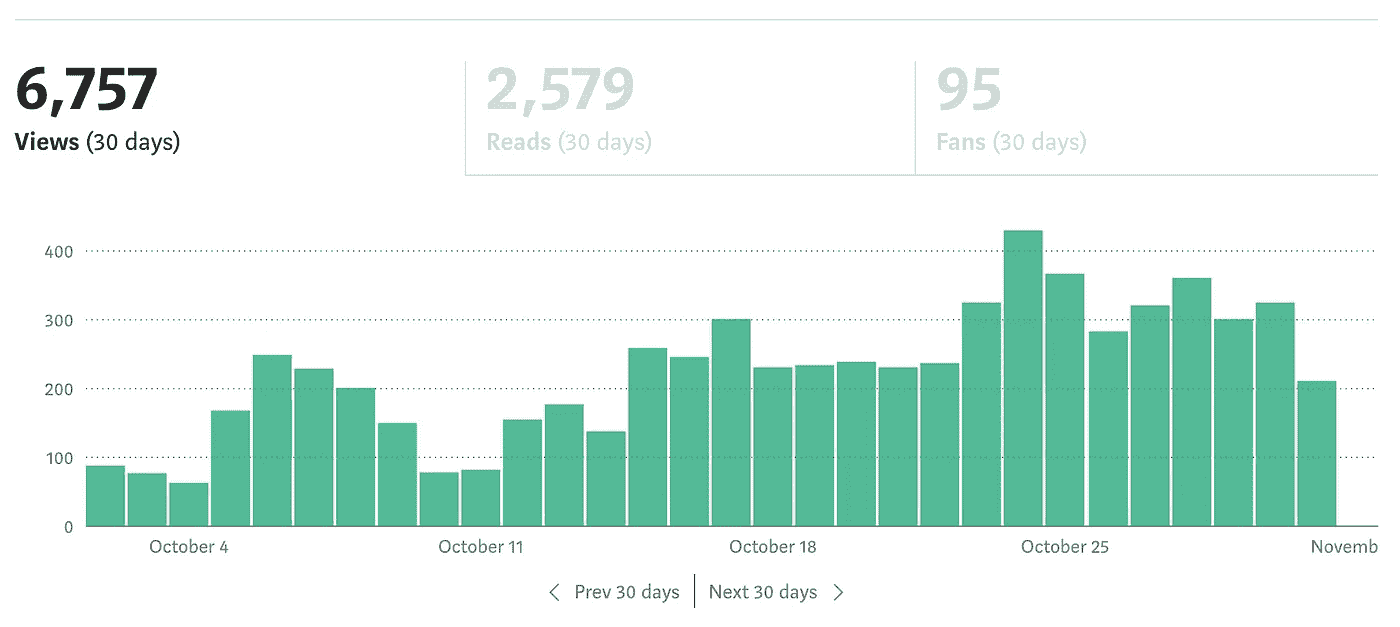 6,757
Views (30 days)
2,579
Reads (30 days)
95
Fans (30 days)
400
300
200
100
0
October 4 October 11 October 18 October 25 Novemb
Prev 30 days Next 30 days